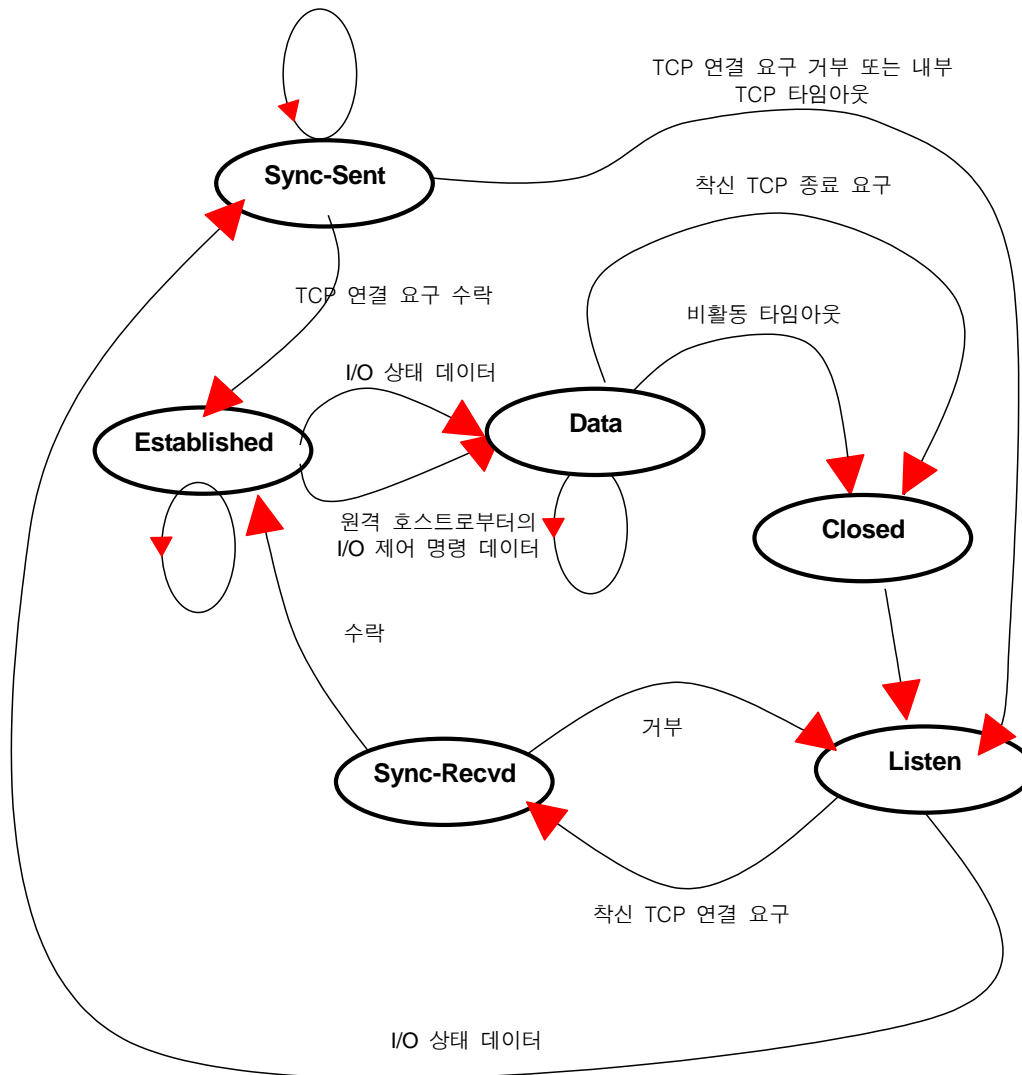 TCP 연결 요구 거부 또는 내부
TCP 타임아웃
Sync-Sent
착신 TCP 종료 요구
TCP 연결 요구 수락
비활동 타임아웃
I/O 상태 데이터
Established
Data
원격 호스트로부터의
I/O 제어 명령 데이터
Closed
수락
거부
Sync-Recvd
Listen
착신 TCP 연결 요구
I/O 상태 데이터